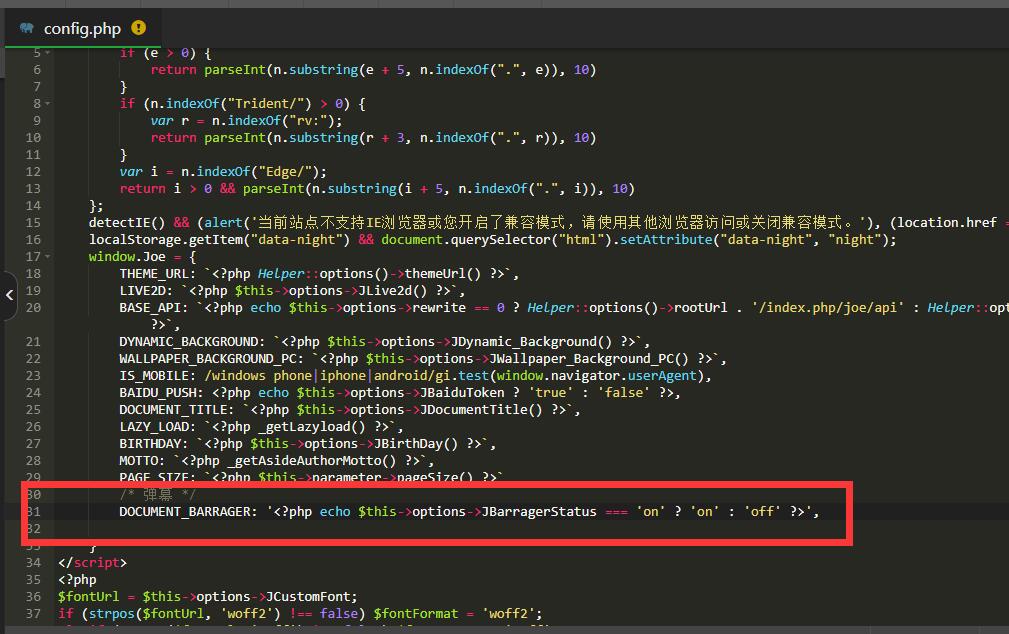 config.php
5 if (e > 0) {
6 return parseInt(n.substring(e + 5, n.indexOf(".", e)), 10)
7 }
8 if (n.indexOf("Trident/") > 0) {
9 var r = n.indexOf("rv:");
10 return parseInt(n.substring(r + 3, n.indexOf(".", r)), 10)
11 }
12 var i = n.indexOf("Edge/");
13 return i > 0 && parseInt(n.substring(i + 5, n.indexOf(".", i)), 10)
14 };
15 detectIE() && (alert('当前站点不支持IE浏览器或您开启了兼容模式，请使用其他浏览器访问或关闭兼容模式。'), (location.href =
16 localStorage.getItem("data-night") && document.querySelector("html").setAttribute("data-night", "night");
17 window.Joe = {
18 THEME_URL: `<?php Helper::options()->themeUrl() ?>`,
19 LIVE2D: `<?php $this->options->JLive2d() ?>`,
20 BASE_API: `<?php echo $this->options->rewrite == 0 ? Helper::options()->rootUrl . '/index.php/joe/api' : Helper::opt
?>`,
21 DYNAMIC_BACKGROUND: `<?php $this->options->JDynamic_Background() ?>`,
22 WALLPAPER_BACKGROUND_PC: `<?php $this->options->JWallpaper_Background_PC() ?>`,
23 IS_MOBILE: /windows phone|iphone|android/gi.test(window.navigator.userAgent),
24 BAIDU_PUSH: <?php echo $this->options->JBaiduToken ? 'true' : 'false' ?>,
25 DOCUMENT_TITLE: `<?php $this->options->JDocumentTitle() ?>`,
26 LAZY_LOAD: `<?php _getLazyload() ?>`,
27 BIRTHDAY: `<?php $this->options->JBirthDay() ?>`,
28 MOTTO: `<?php _getAsideAuthorMotto() ?>`,
29 PAGE_SIZE: `<?php $this->parameter->pageSize() ?>`
30 /* 弹幕 */
31 DOCUMENT_BARRAGER: '<?php echo $this->options->JBarragerStatus === 'on' ? 'on' : 'off' ?>',
32
33 }
34 </script>
35 <?php
36 $fontUrl = $this->options->JCustomFont;
37 if (strpos($fontUrl, 'woff2') !== false) $fontFormat = 'woff2';